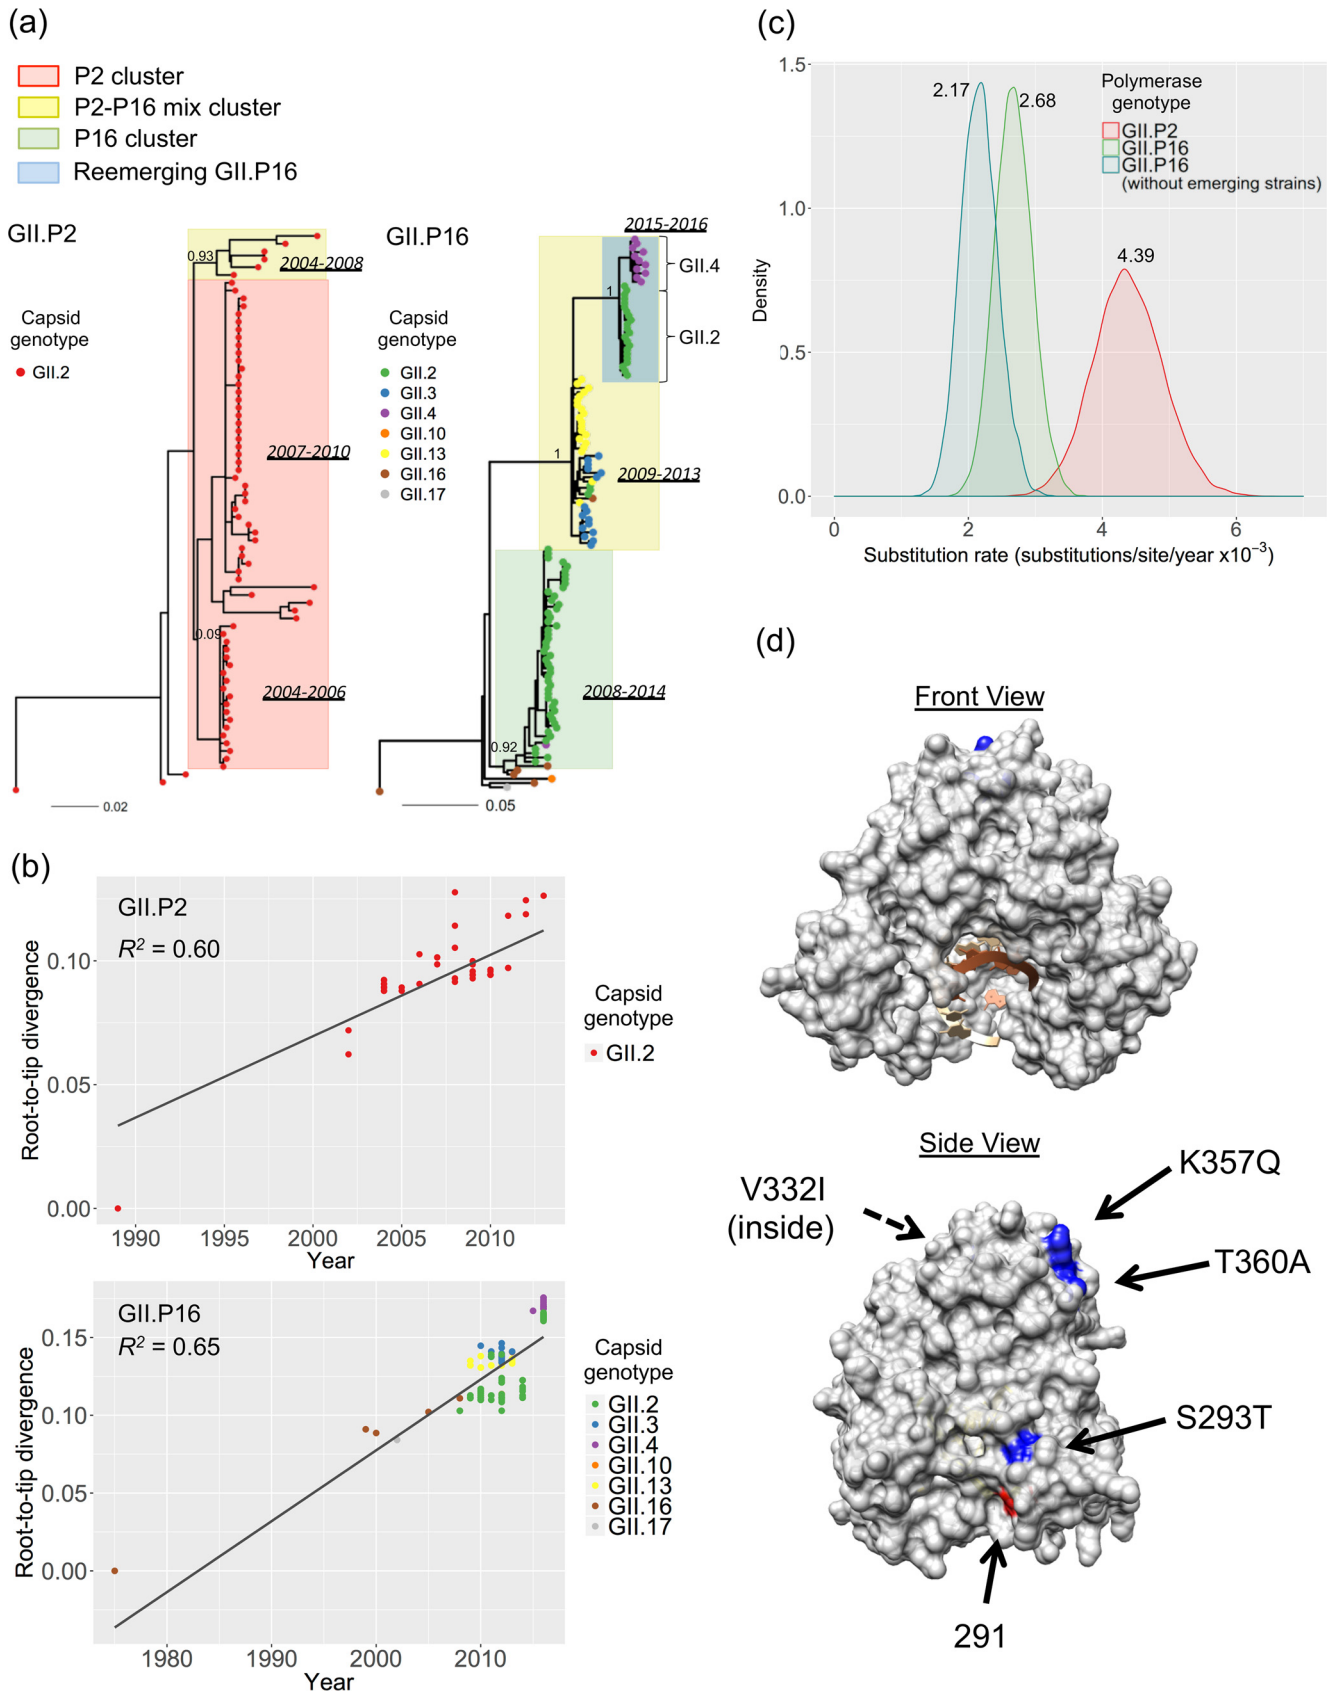 (a)
P2 cluster
P2-P16 mix cluster
P16 cluster
Reemerging GII.P16
GII.P2
Capsid
genotype
GII.2
0.93
2004-2008
2007-2010
0.09
2004-2006
0.02
GII.P16
Capsid
genotype
GII.2
GII.3
GII.4
GII.10
GII.13
GII.16
GII.17
2015-2016
GII.4
1
GII.2
1
2009-2013
2008-2014
0.92
0.05
(b)
GII.P2
R² = 0.60
Root-to-tip divergence
0.10
0.05
0.00
1990 1995 2000 2005 2010
Year
Capsid
genotype
GII.2
GII.P16
R² = 0.65
Root-to-tip divergence
0.15
0.10
0.05
0.00
1980 1990 2000 2010
Year
Capsid
genotype
GII.2
GII.3
GII.4
GII.10
GII.13
GII.16
GII.17
(c)
1.5
1.0
0.5
0.0
Density
2.17
2.68
4.39
Polymerase
genotype
GII.P2
GII.P16
GII.P16
(without emerging strains)
0 2 4 6
Substitution rate (substitutions/site/year x10⁻³)
(d)
Front View
Side View
V332I
(inside)
K357Q
T360A
S293T
291